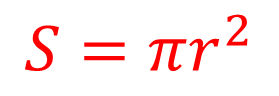 S = πr²